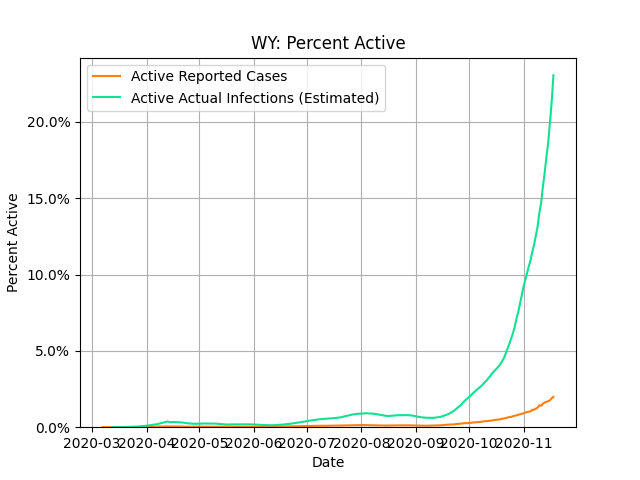 WY: Percent Active
Active Reported Cases
Active Actual Infections (Estimated)
Percent Active
20.0%
15.0%
10.0%
5.0%
0.0%
2020-03 2020-04 2020-05 2020-06 2020-07 2020-08 2020-09 2020-10 2020-11
Date